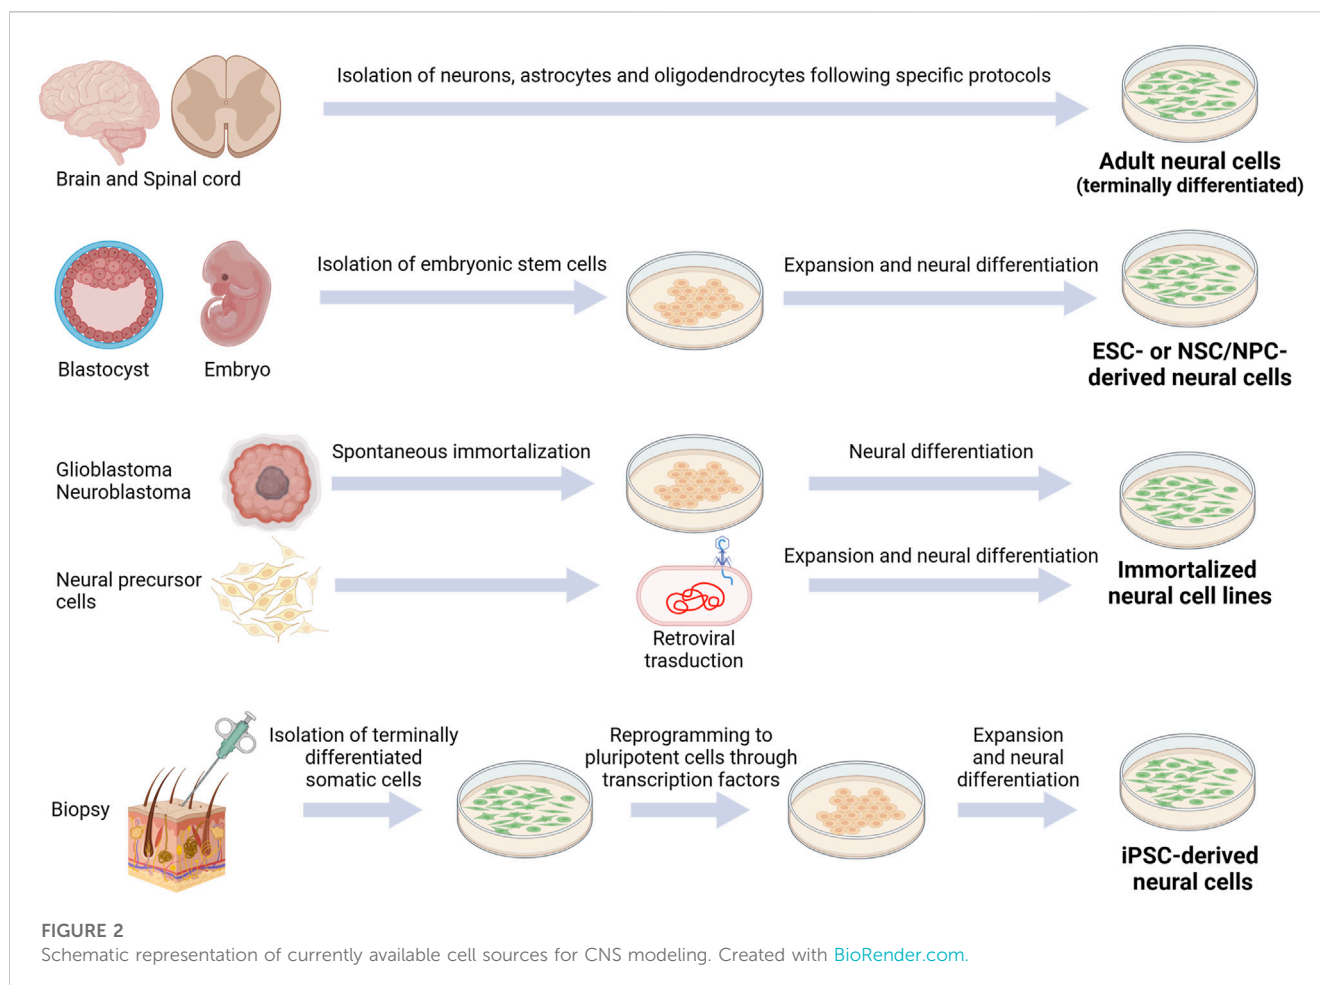 Isolation of neurons, astrocytes and oligodendrocytes following specific protocols
Brain and Spinal cord
Adult neural cells
(terminally differentiated)
Isolation of embryonic stem cells
Expansion and neural differentiation
Blastocyst
Embryo
ESC- or NSC/NPC-
derived neural cells
Glioblastoma
Neuroblastoma
Spontaneous immortalization
Neural differentiation
Neural precursor
cells
Retroviral
trasduction
Expansion and neural differentiation
Immortalized
neural cell lines
Biopsy
Isolation of terminally
differentiated
somatic cells
Reprogramming to
pluripotent cells through
transcription factors
Expansion
and neural
differentiation
iPSC-derived
neural cells
FIGURE 2
Schematic representation of currently available cell sources for CNS modeling. Created with BioRender.com.